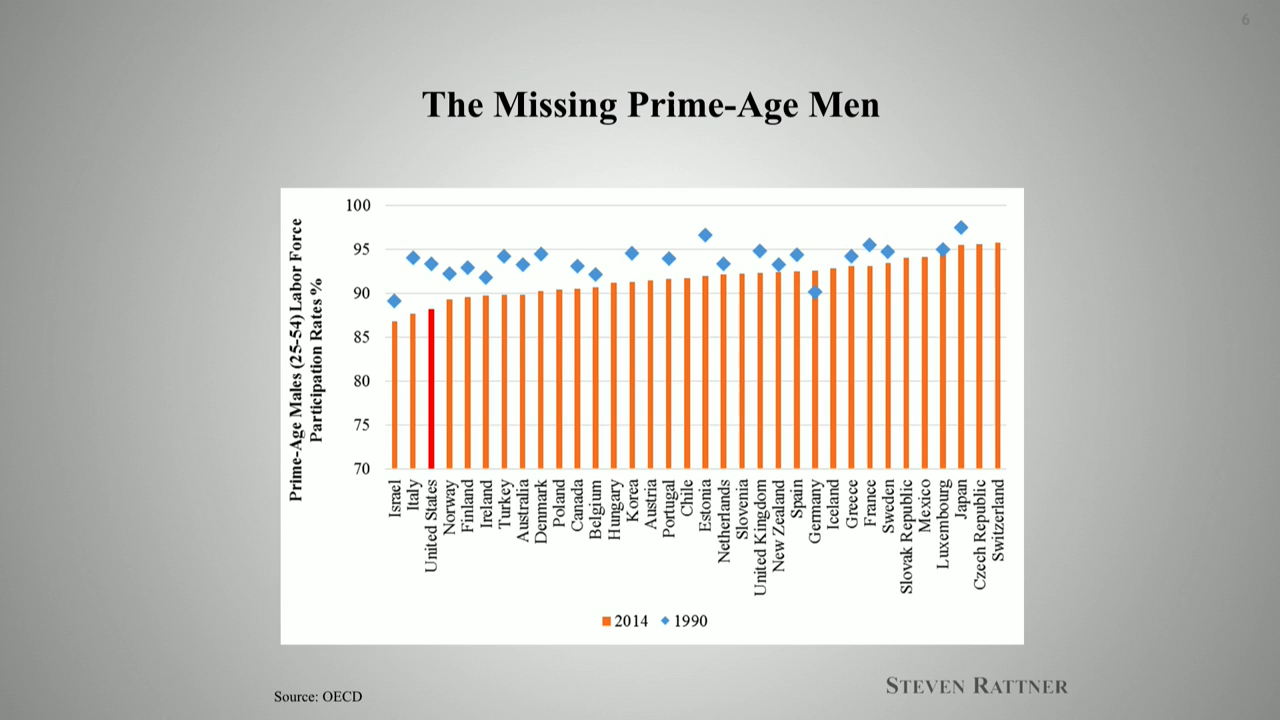 6
The Missing Prime-Age Men
Prime-Age Males (25-54) Labor Force
Participation Rates %
100
95
90
85
80
75
70
Israel
Italy
United States
Norway
Finland
Ireland
Turkey
Australia
Denmark
Poland
Canada
Belgium
Hungary
Korea
Austria
Portugal
Chile
Estonia
Netherlands
Slovenia
United Kingdom
New Zealand
Spain
Germany
Iceland
Greece
France
Sweden
Slovak Republic
Mexico
Luxembourg
Japan
Czech Republic
Switzerland
2014 1990
Source: OECD
STEVEN RATTNER